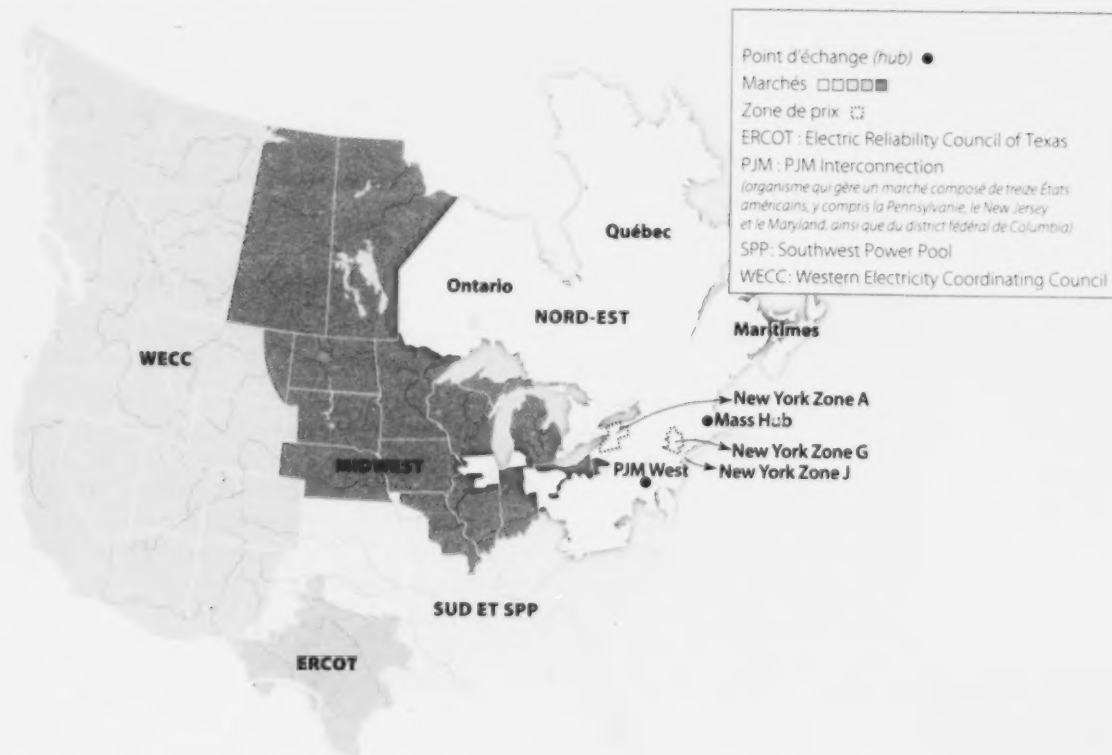 Point d'échange (hub)
Marchés
Zone de prix
ERCOT : Electric Reliability Council of Texas
PJM : PJM Interconnection
(organisme qui gère un marché composé de treize États
américains, y compris la Pennsylvanie, le New Jersey
et le Maryland, ainsi que du district fédéral de Columbia)
SPP : Southwest Power Pool
WECC : Western Electricity Coordinating Council
Québec
Ontario
NORD-EST
Maritimes
WECC
New York Zone A
Mass Hub
New York Zone G
New York Zone J
MIDWEST
PJM West
SUD ET SPP
ERCOT